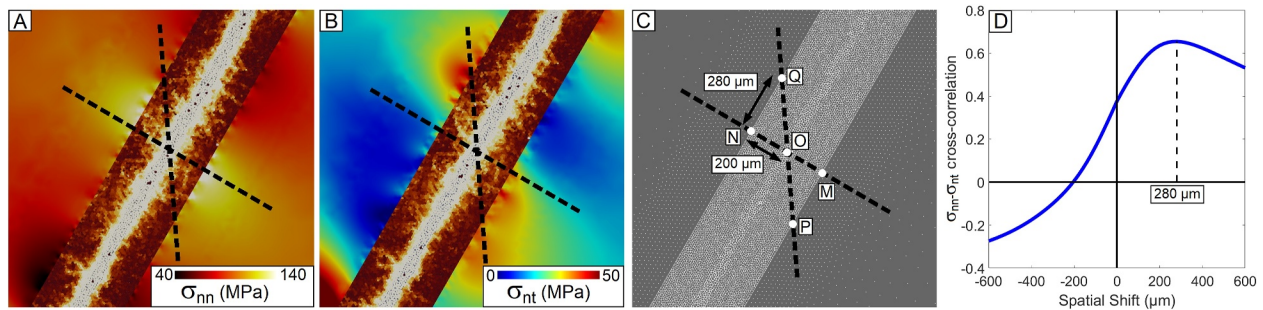 A
40 140
σnn (MPa)
B
0 50
σnt (MPa)
C
280 µm
Q
N
O
200 µm
M
P
D
σnn-σnt cross-correlation
0.8
0.6
0.4
0.2
0
-0.2
-0.4
280 µm
-600 -400 -200 0 200 400 600
Spatial Shift (µm)